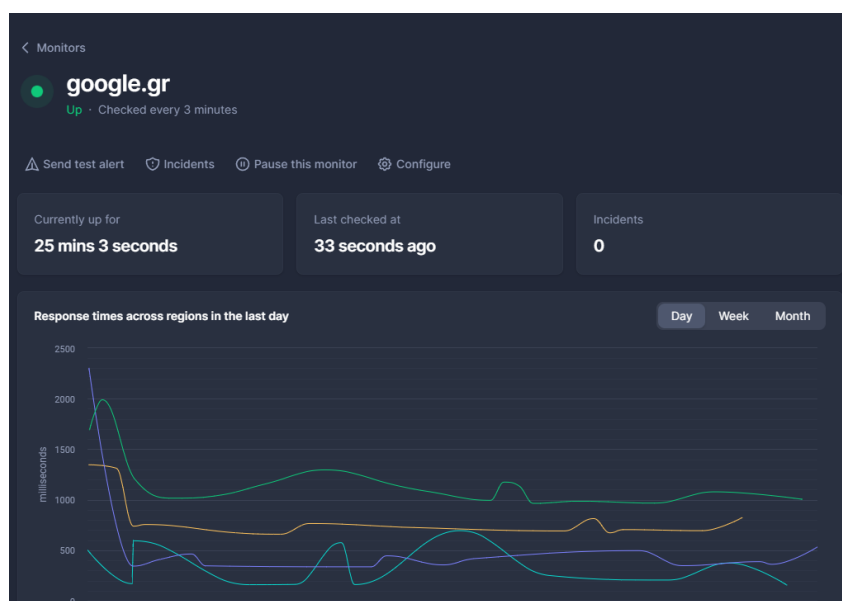 Monitors
google.gr
Up · Checked every 3 minutes
Send test alert Incidents Pause this monitor Configure
Currently up for
25 mins 3 seconds
Last checked at
33 seconds ago
Incidents
0
Response times across regions in the last day
Day Week Month
milliseconds
2500
2000
1500
1000
500
0